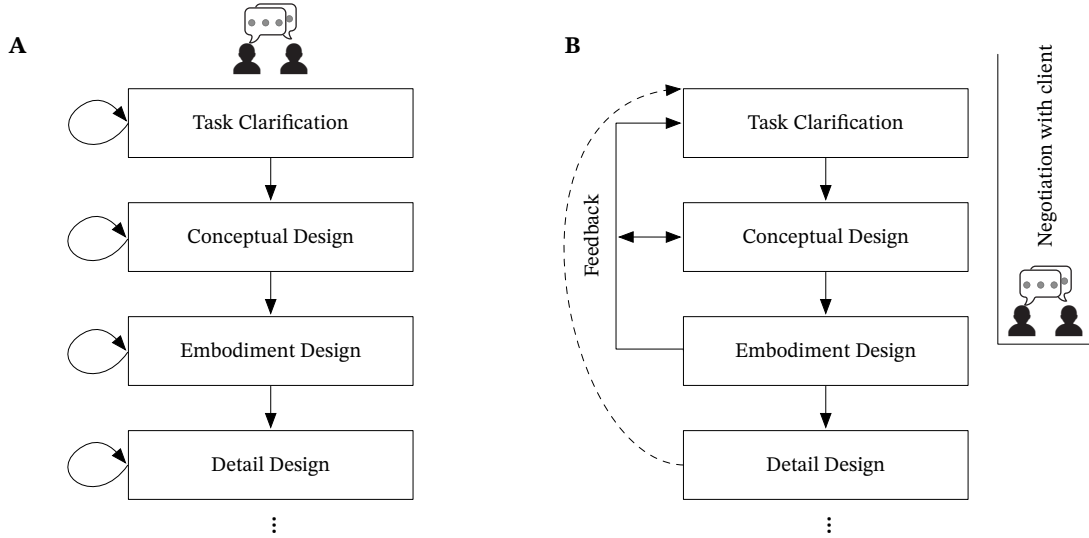 A
Task Clarification
Conceptual Design
Embodiment Design
Detail Design
⋮
B
Task Clarification
Conceptual Design
Embodiment Design
Detail Design
⋮
Feedback
Negotiation with client